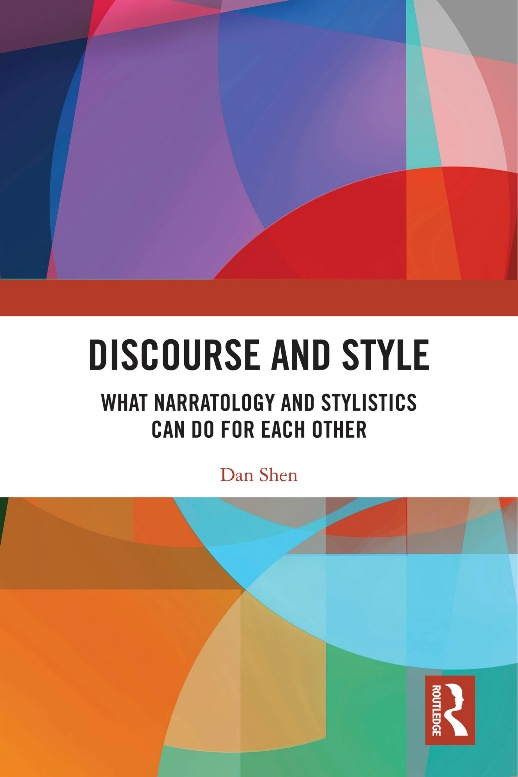 DISCOURSE AND STYLE
WHAT NARRATOLOGY AND STYLISTICS
CAN DO FOR EACH OTHER
Dan Shen
ROUTLEDGE